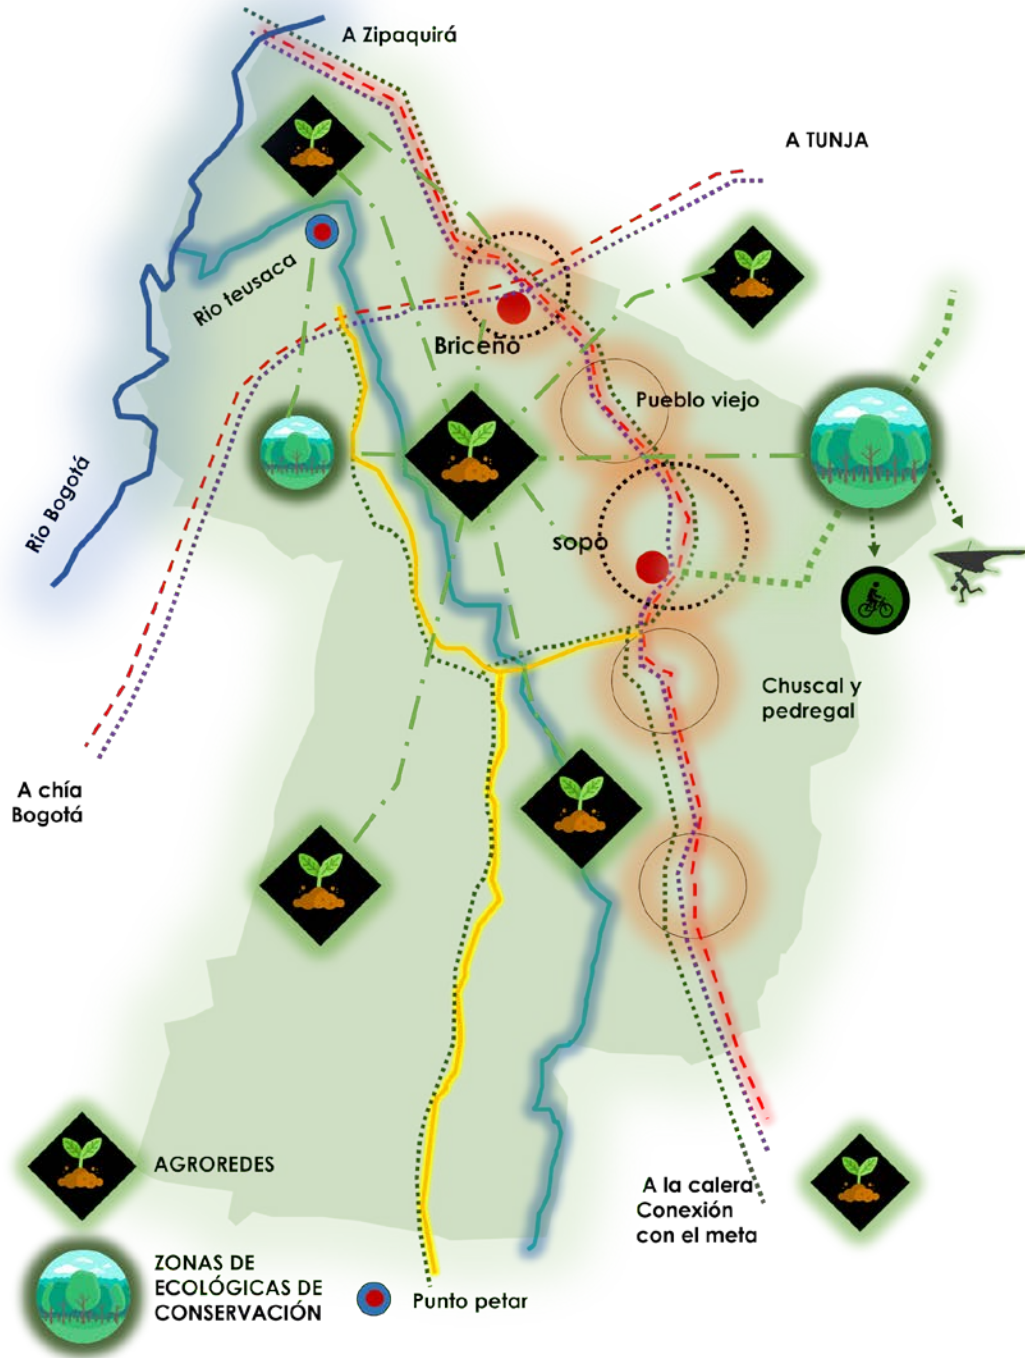 A Zipaquirá
A TUNJA
Rio teusaca
Briceño
Pueblo viejo
Rio Bogotá
sopo
Chuscal y
pedregal
A chía
Bogotá
AGROREDES
A la calera
Conexión
con el meta
ZONAS DE
ECOLÓGICAS DE
CONSERVACIÓN
Punto petar